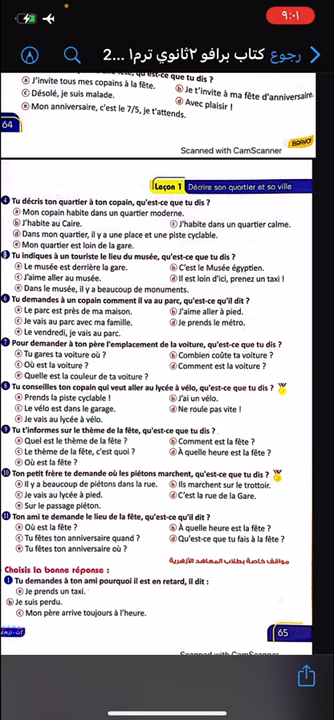 ٩:٠١
رجوع
كتاب برافو ٢ثانوي ترم١ ...2
qu'est-ce que tu dis ?
ⓐ J'invite tous mes copains à la fête.
ⓑ Je t'invite à ma fête d'anniversaire.
ⓒ Désolé, je suis malade.
ⓓ Avec plaisir !
ⓔ Mon anniversaire, c'est le 7/5, je t'attends.
64
BRAVO
Scanned with CamScanner
Leçon 1 Décrire son quartier et sa ville
4 Tu décris ton quartier à ton copain, qu'est-ce que tu dis ?
ⓐ Mon copain habite dans un quartier moderne.
ⓑ J'habite au Caire.
ⓒ J'habite dans un quartier calme.
ⓓ Dans mon quartier, il y a une place et une piste cyclable.
ⓔ Mon quartier est loin de la gare.
5 Tu indiques à un touriste le lieu du musée, qu'est-ce que tu dis ?
ⓐ Le musée est derrière la gare.
ⓑ C'est le Musée égyptien.
ⓒ J'aime aller au musée.
ⓓ Il est loin d'ici, prenez un taxi !
ⓔ Dans le musée, il y a beaucoup de monuments.
6 Tu demandes à un copain comment il va au parc, qu'est-ce qu'il dit ?
ⓐ Le parc est près de ma maison.
ⓑ J'aime aller à pied.
ⓒ Je vais au parc avec ma famille.
ⓓ Je prends le métro.
ⓔ Le vendredi, je vais au parc.
7 Pour demander à ton père l'emplacement de la voiture, qu'est-ce que tu dis ?
ⓐ Tu gares ta voiture où ?
ⓑ Combien coûte ta voiture ?
ⓒ Où est la voiture ?
ⓓ Comment est la voiture ?
ⓔ Quelle est la couleur de ta voiture ?
8 Tu conseilles ton copain qui veut aller au lycée à vélo, qu'est-ce que tu dis ?
ⓐ Prends la piste cyclable !
ⓑ J'ai un vélo.
ⓒ Le vélo est dans le garage.
ⓓ Ne roule pas vite !
ⓔ Je vais au lycée à vélo.
9 Tu t'informes sur le thème de la fête, qu'est-ce que tu dis ?
ⓐ Quel est le thème de la fête ?
ⓑ Comment est la fête ?
ⓒ Le thème de la fête, c'est quoi ?
ⓓ À quelle heure est la fête ?
ⓔ Où est la fête ?
10 Ton petit frère te demande où les piétons marchent, qu'est-ce que tu dis ?
ⓐ Il y a beaucoup de piétons dans la rue.
ⓑ Ils marchent sur le trottoir.
ⓒ Je vais au lycée à pied.
ⓓ C'est la rue de la Gare.
ⓔ Sur le passage piéton.
11 Ton ami te demande le lieu de la fête, qu'est-ce qu'il dit ?
ⓐ Où est la fête ?
ⓑ À quelle heure est la fête ?
ⓒ Tu fêtes ton anniversaire quand ?
ⓓ Qu'est-ce que tu fais à la fête ?
ⓔ Tu fêtes ton anniversaire où ?
مواقف خاصة بطلاب المعاهد الأزهرية
Choisis la bonne réponse :
1 Tu demandes à ton ami pourquoi il est en retard, il dit :
ⓐ Je prends un taxi.
ⓑ Je suis perdu.
ⓒ Mon père arrive toujours à l'heure.
65
Scanned with CamScanner